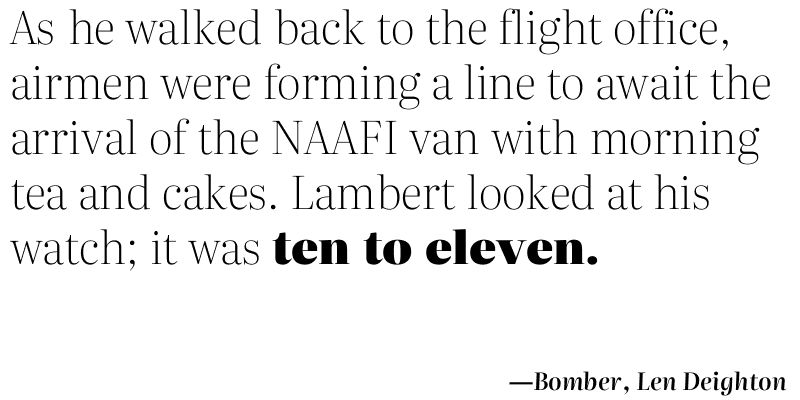 As he walked back to the flight office,
airmen were forming a line to await the
arrival of the NAAFI van with morning
tea and cakes. Lambert looked at his
watch; it was ten to eleven.
—Bomber, Len Deighton